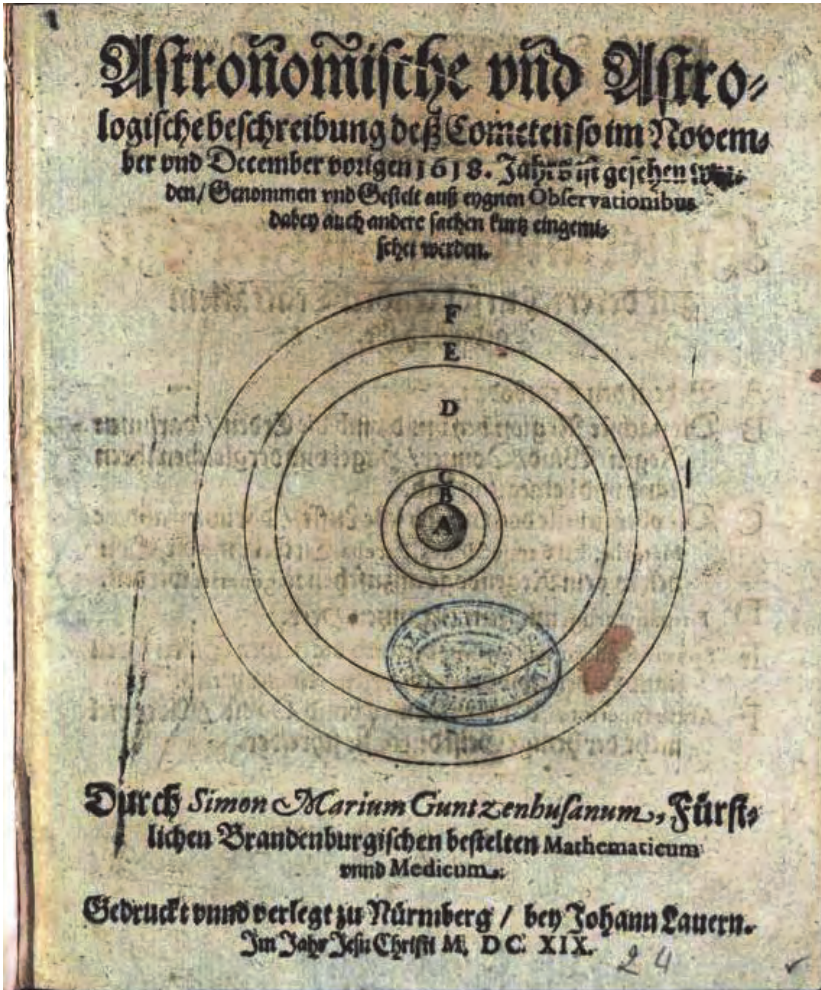 Astroñom̃ische vñd Astro-
logische beschreibung deß Cometen so im Novem-
ber vnd December vorigen 1618. Jahrs ist gesehen
den/ Genommen vnd Gestelt auß eygnen Observationibus
dabey auch andere sachen kurtz eingemi-
schet werden.
F
E
D
C
B
A
Durch Simon Marium Guntzenhusanum, Fürst-
lichen Brandenburgischen bestelten Mathematicum
vnnd Medicum.
Gedruckt vnnd verlegt zu Nürmberg / bey Johann Lauern.
Im Jahr Jesu Christi M. DC. XIX.
24